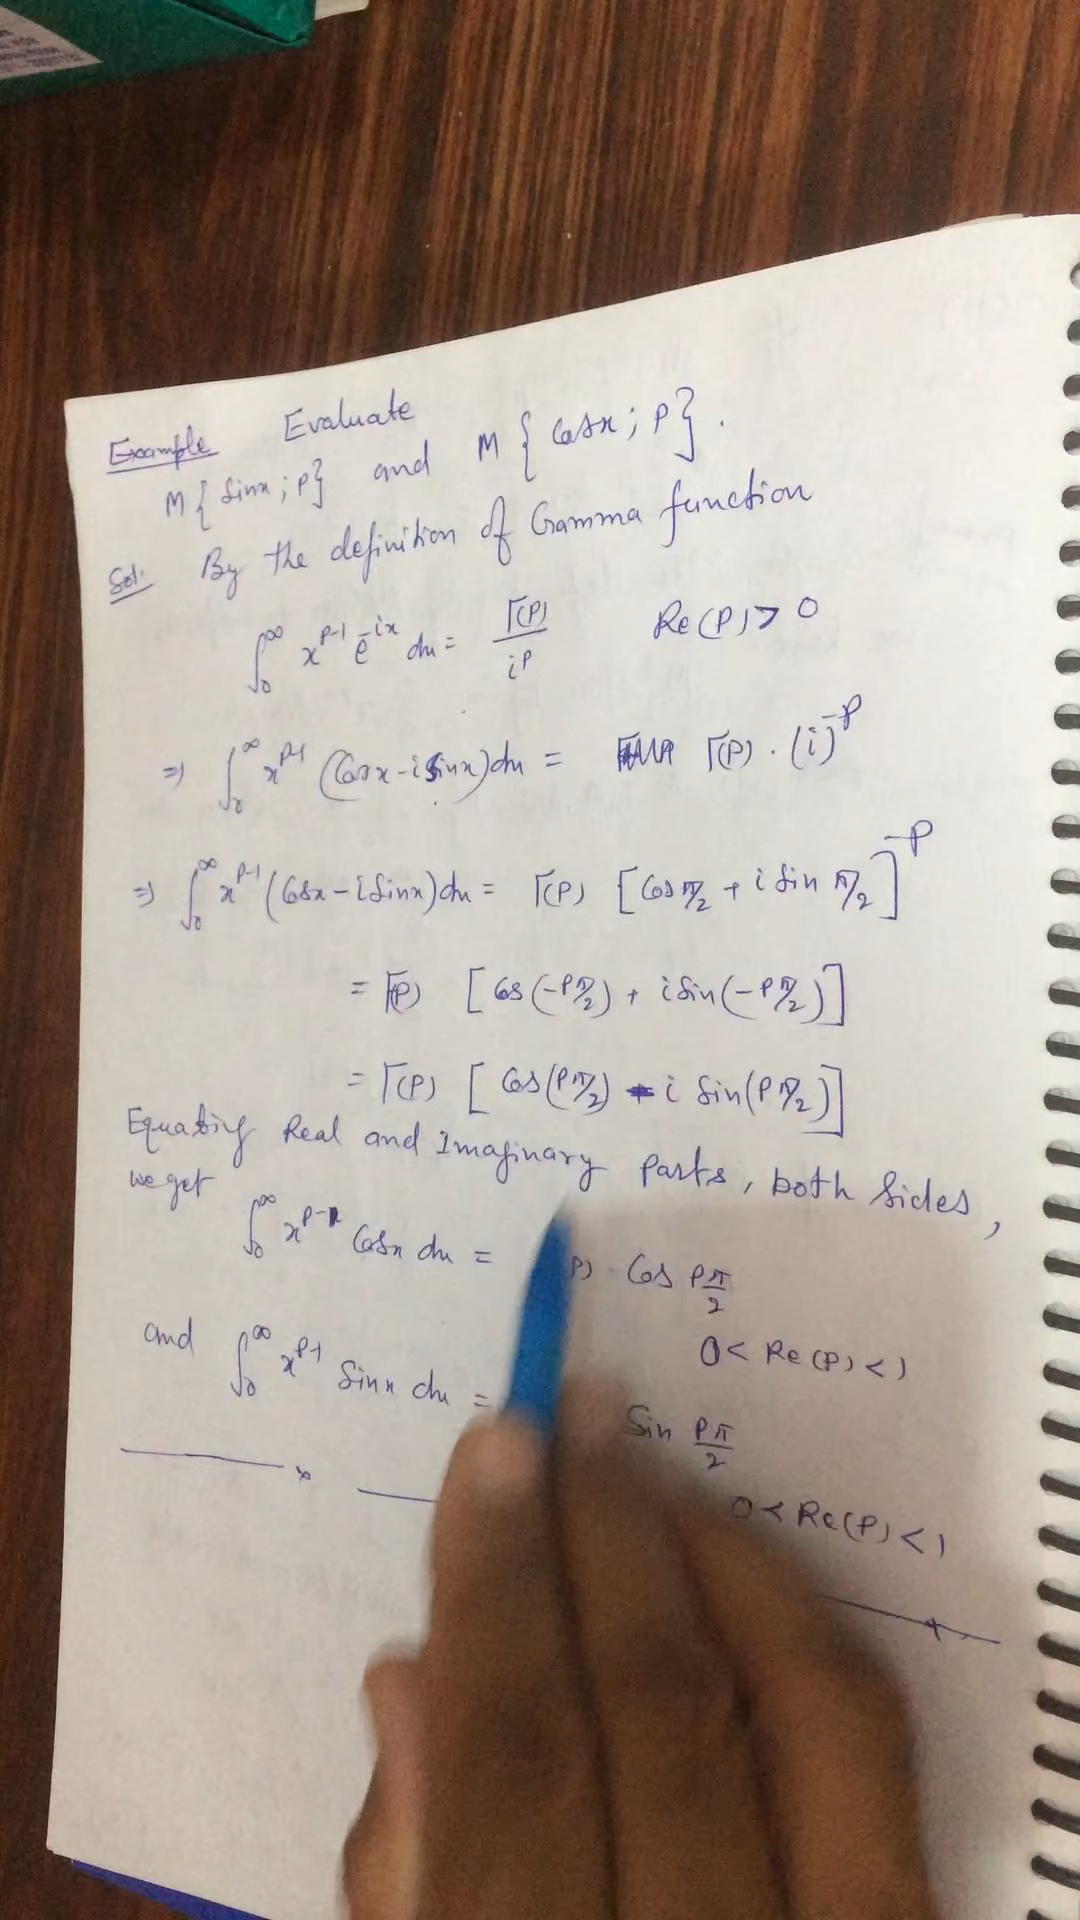 Example Evaluate
M{sinx; P} and M{Cosx; P}.
Sol. By the definition of Gamma function
∫₀^∞ x^{P-1} e^{-ix} dx = Γ(P)/i^P Re(P) > 0
⇒ ∫₀^∞ x^{P-1} (Cosx - i sinx) dx = Γ(P) · (i)^{-P}
⇒ ∫₀^∞ x^{P-1} (Cosx - i sinx) dx = Γ(P) [Cos π/2 + i sin π/2]^{-P}
= Γ(P) [Cos(-Pπ/2) + i sin(-Pπ/2)]
= Γ(P) [Cos(Pπ/2) - i sin(Pπ/2)]
Equating Real and Imaginary Parts, both sides,
we get
∫₀^∞ x^{P-1} Cosx dx = P) · Cos Pπ/2
0 < Re(P) < 1
and ∫₀^∞ x^{P-1} Sinx dx = Sin Pπ/2
0 < Re(P) < 1